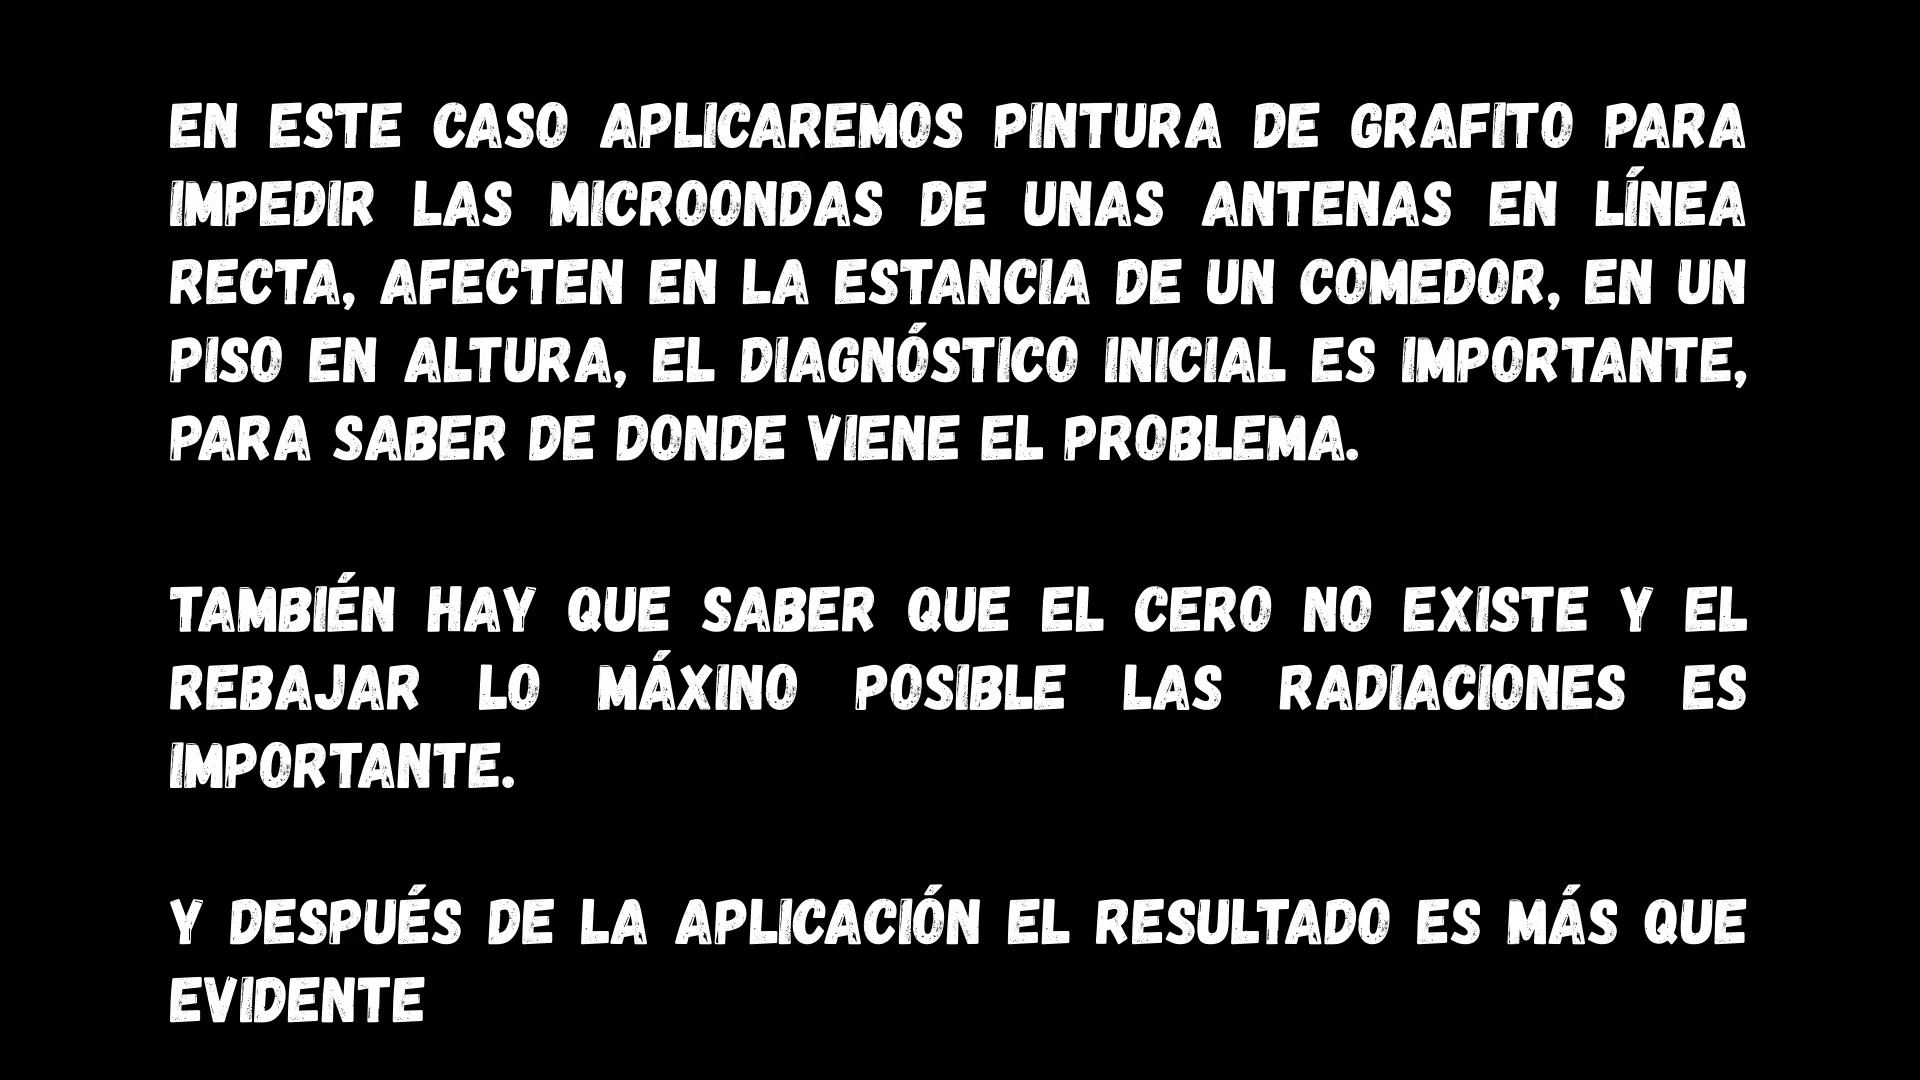 EN ESTE CASO APLICAREMOS PINTURA DE GRAFITO PARA
IMPEDIR LAS MICROONDAS DE UNAS ANTENAS EN LÍNEA
RECTA, AFECTEN EN LA ESTANCIA DE UN COMEDOR, EN UN
PISO EN ALTURA, EL DIAGNÓSTICO INICIAL ES IMPORTANTE,
PARA SABER DE DONDE VIENE EL PROBLEMA.
TAMBIÉN HAY QUE SABER QUE EL CERO NO EXISTE Y EL
REBAJAR LO MÁXINO POSIBLE LAS RADIACIONES ES
IMPORTANTE.
Y DESPUÉS DE LA APLICACIÓN EL RESULTADO ES MÁS QUE
EVIDENTE